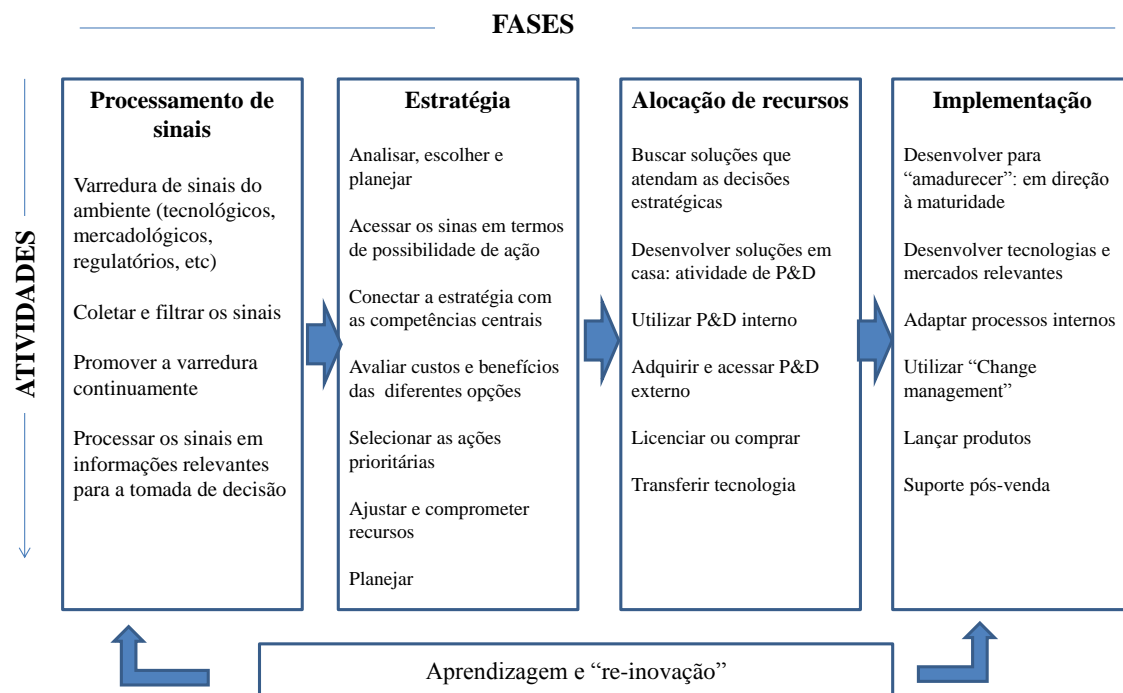 FASES
ATIVIDADES
Processamento de
sinais
Varredura de sinais do
ambiente (tecnológicos,
mercadológicos,
regulatórios, etc)
Coletar e filtrar os sinais
Promover a varredura
continuamente
Processar os sinais em
informações relevantes
para a tomada de decisão
Estratégia
Analisar, escolher e
planejar
Acessar os sinas em termos
de possibilidade de ação
Conectar a estratégia com
as competências centrais
Avaliar custos e benefícios
das diferentes opções
Selecionar as ações
prioritárias
Ajustar e comprometer
recursos
Planejar
Alocação de recursos
Buscar soluções que
atendam as decisões
estratégicas
Desenvolver soluções em
casa: atividade de P&D
Utilizar P&D interno
Adquirir e acessar P&D
externo
Licenciar ou comprar
Transferir tecnologia
Implementação
Desenvolver para
“amadurecer”: em direção
à maturidade
Desenvolver tecnologias e
mercados relevantes
Adaptar processos internos
Utilizar “Change
management”
Lançar produtos
Suporte pós-venda
Aprendizagem e “re-inovação”